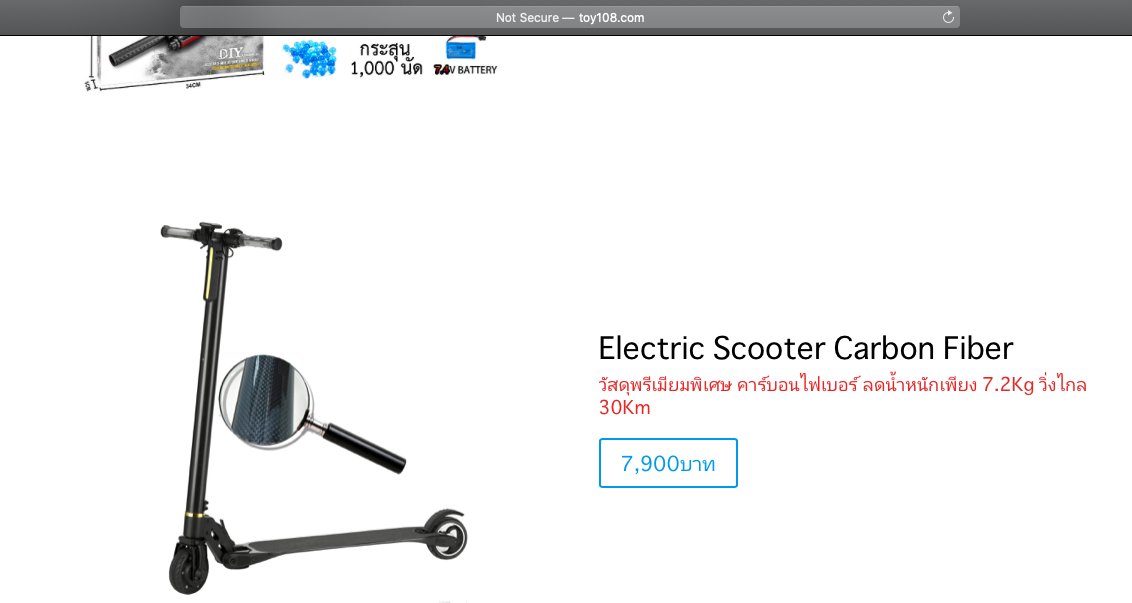 Not Secure — toy108.com
DIY
กระสุน
1,000 นัด
7.4V BATTERY
34CM
Electric Scooter Carbon Fiber
วัสดุพรีเมียมพิเศษ คาร์บอนไฟเบอร์ ลดน้ำหนักเพียง 7.2Kg วิ่งไกล
30Km
7,900บาท